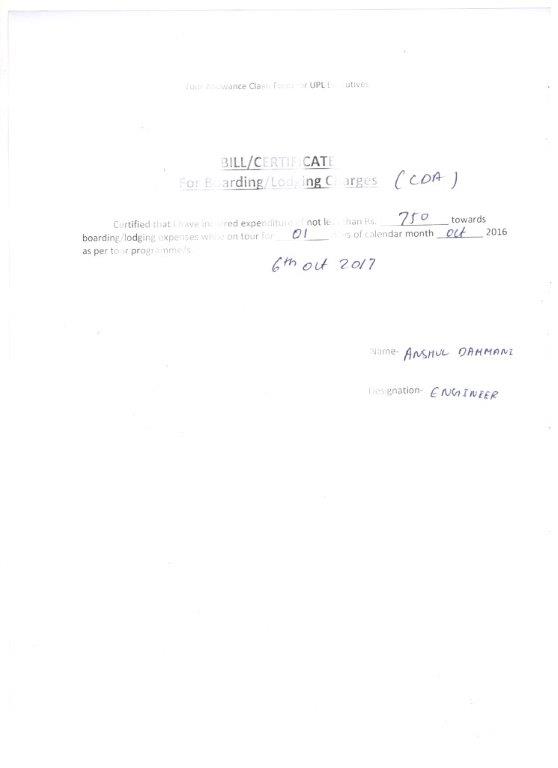 Tour Allowance Claim Form for UPL Executives
BILL/CERTIFICATE
For Boarding/Lodging Charges (CDA)
Certified that I have incurred expenditure of not less than Rs. 750 towards
boarding/lodging expenses while on tour for 01 days of calendar month Oct 2016
as per tour programme/s
6th Oct 2017
Name- ANSHUL DAMMANI
Designation- ENGINEER